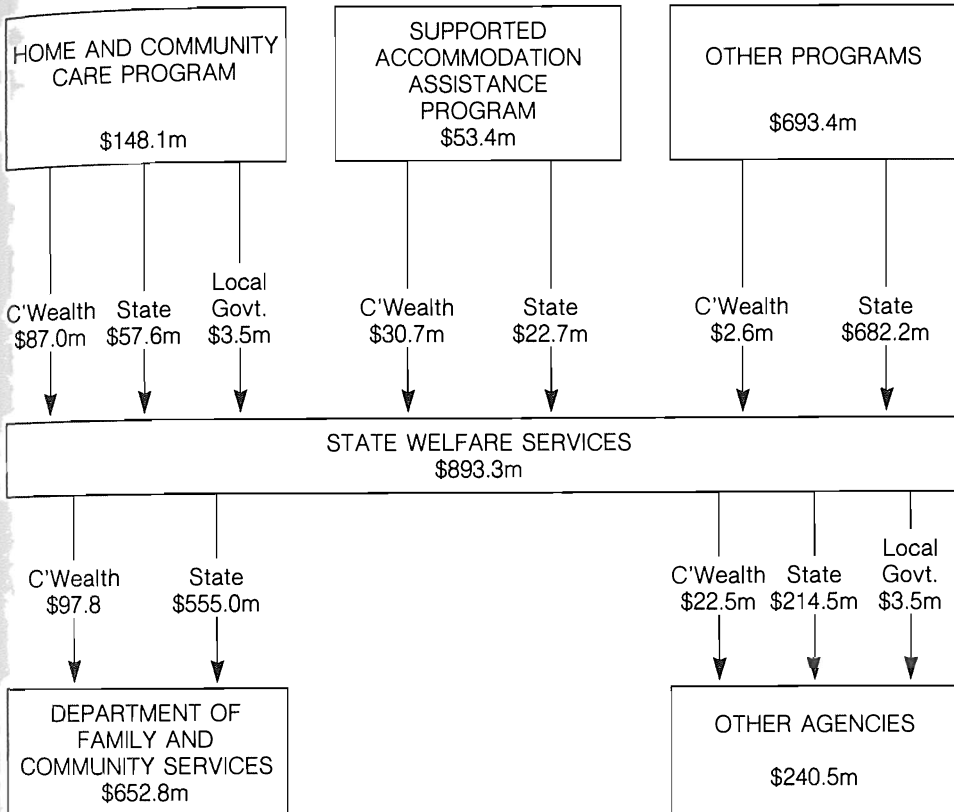 HOME AND COMMUNITY
CARE PROGRAM
$148.1m
SUPPORTED
ACCOMMODATION
ASSISTANCE
PROGRAM
$53.4m
OTHER PROGRAMS
$693.4m
C'Wealth
$87.0m
State
$57.6m
Local
Govt.
$3.5m
C'Wealth
$30.7m
State
$22.7m
C'Wealth
$2.6m
State
$682.2m
STATE WELFARE SERVICES
$893.3m
C'Wealth
$97.8
State
$555.0m
C'Wealth
$22.5m
State
$214.5m
Local
Govt.
$3.5m
DEPARTMENT OF
FAMILY AND
COMMUNITY SERVICES
$652.8m
OTHER AGENCIES
$240.5m